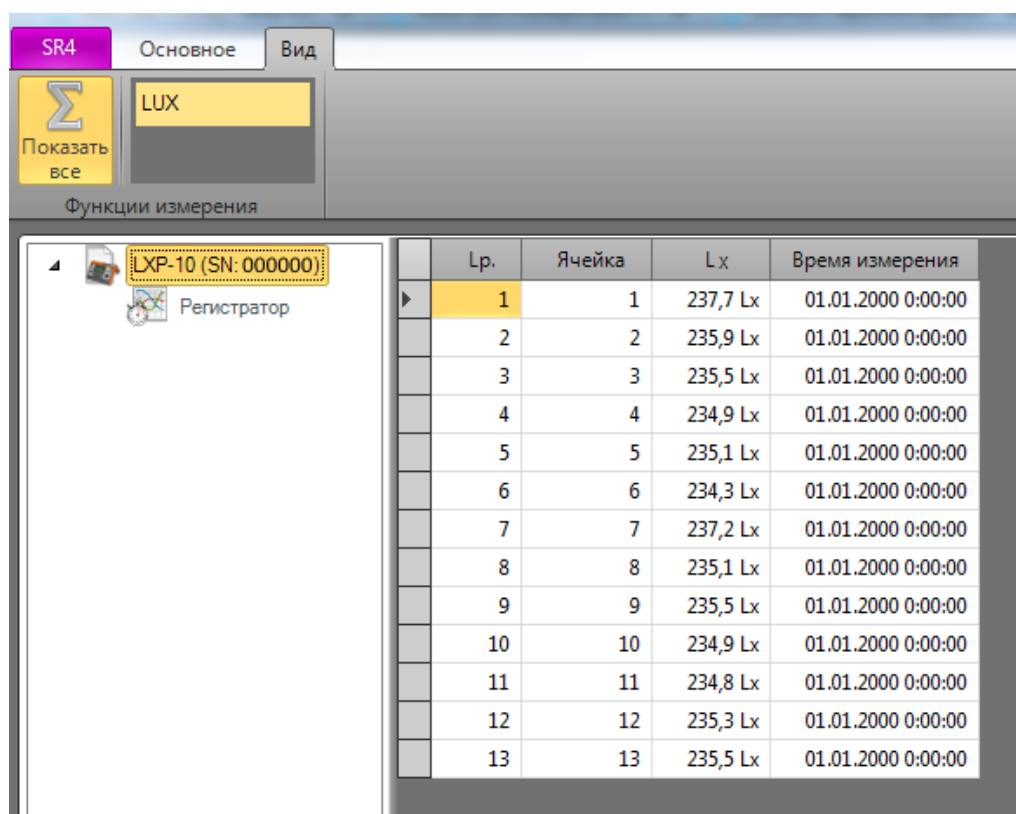 SR4 Основное Вид
LUX
Показать
все
Функции измерения
LXP-10 (SN: 000000)
Регистратор
Lp. Ячейка Lx Время измерения
1 1 237,7 Lx 01.01.2000 0:00:00
2 2 235,9 Lx 01.01.2000 0:00:00
3 3 235,5 Lx 01.01.2000 0:00:00
4 4 234,9 Lx 01.01.2000 0:00:00
5 5 235,1 Lx 01.01.2000 0:00:00
6 6 234,3 Lx 01.01.2000 0:00:00
7 7 237,2 Lx 01.01.2000 0:00:00
8 8 235,1 Lx 01.01.2000 0:00:00
9 9 235,5 Lx 01.01.2000 0:00:00
10 10 234,9 Lx 01.01.2000 0:00:00
11 11 234,8 Lx 01.01.2000 0:00:00
12 12 235,3 Lx 01.01.2000 0:00:00
13 13 235,5 Lx 01.01.2000 0:00:00